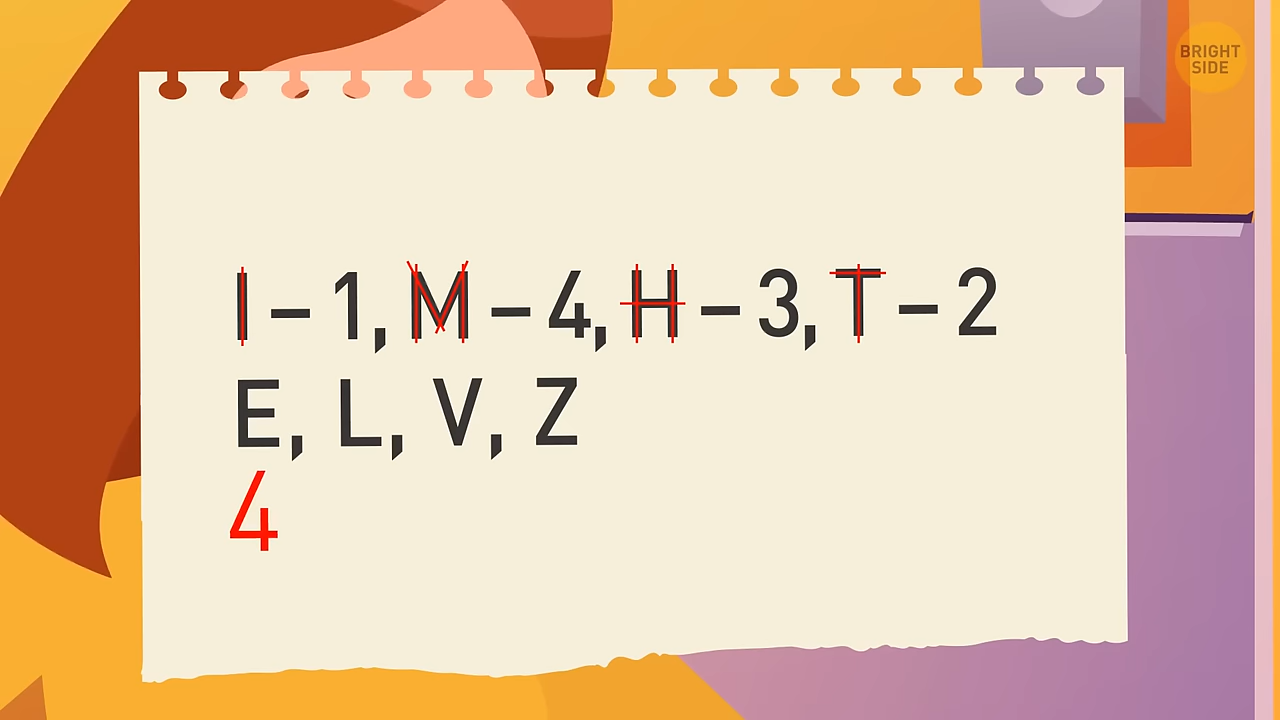 BRIGHT
SIDE
I – 1, M – 4, H – 3, T – 2
E, L, V, Z
4